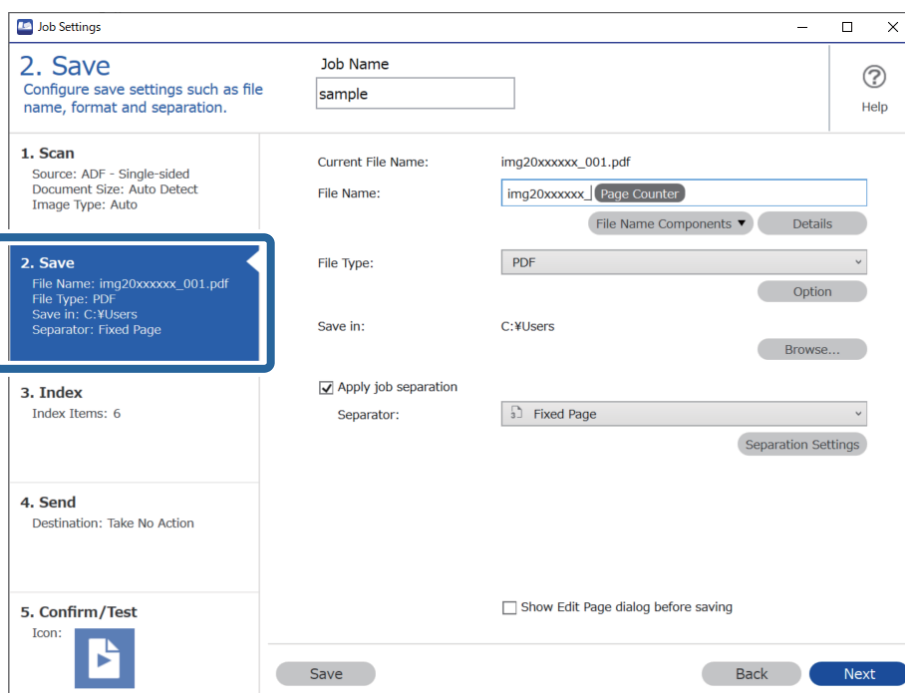 Job Settings
2. Save
Configure save settings such as file
name, format and separation.
Job Name
sample
Help
1. Scan
Source: ADF - Single-sided
Document Size: Auto Detect
Image Type: Auto
2. Save
File Name: img20xxxxxx_001.pdf
File Type: PDF
Save in: C:¥Users
Separator: Fixed Page
3. Index
Index Items: 6
4. Send
Destination: Take No Action
5. Confirm/Test
Icon:
Current File Name: img20xxxxxx_001.pdf
File Name: img20xxxxxx_ Page Counter
File Name Components ▼ Details
File Type: PDF
Option
Save in: C:¥Users
Browse...
Apply job separation
Separator: 3 Fixed Page
Separation Settings
Show Edit Page dialog before saving
Save Back Next